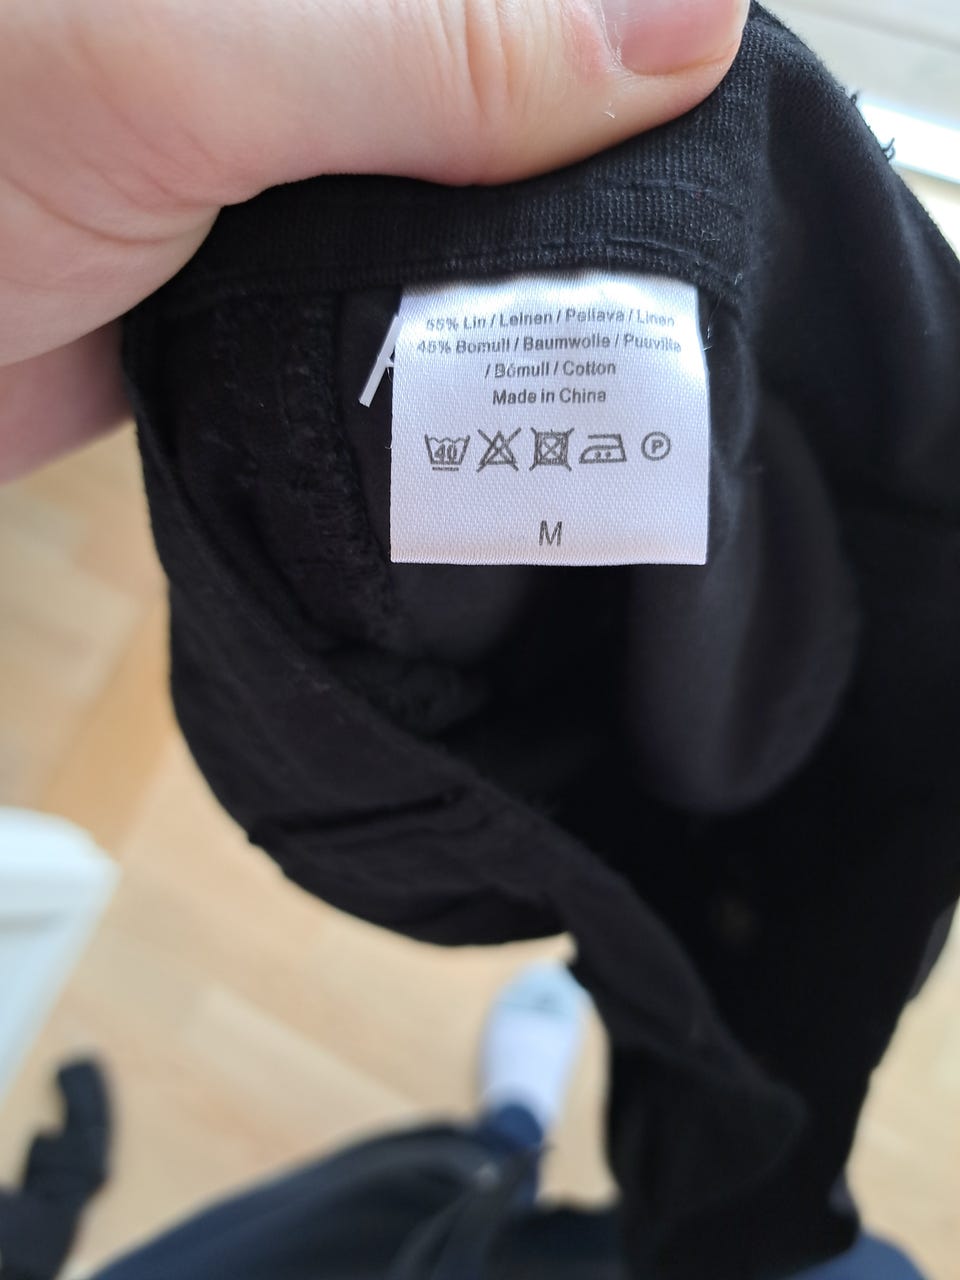 55% Lin / Leinen / Pellava / Linen
45% Bomull / Baumwolle / Puuvilla
/ Bómull / Cotton
Made in China
40 P
M